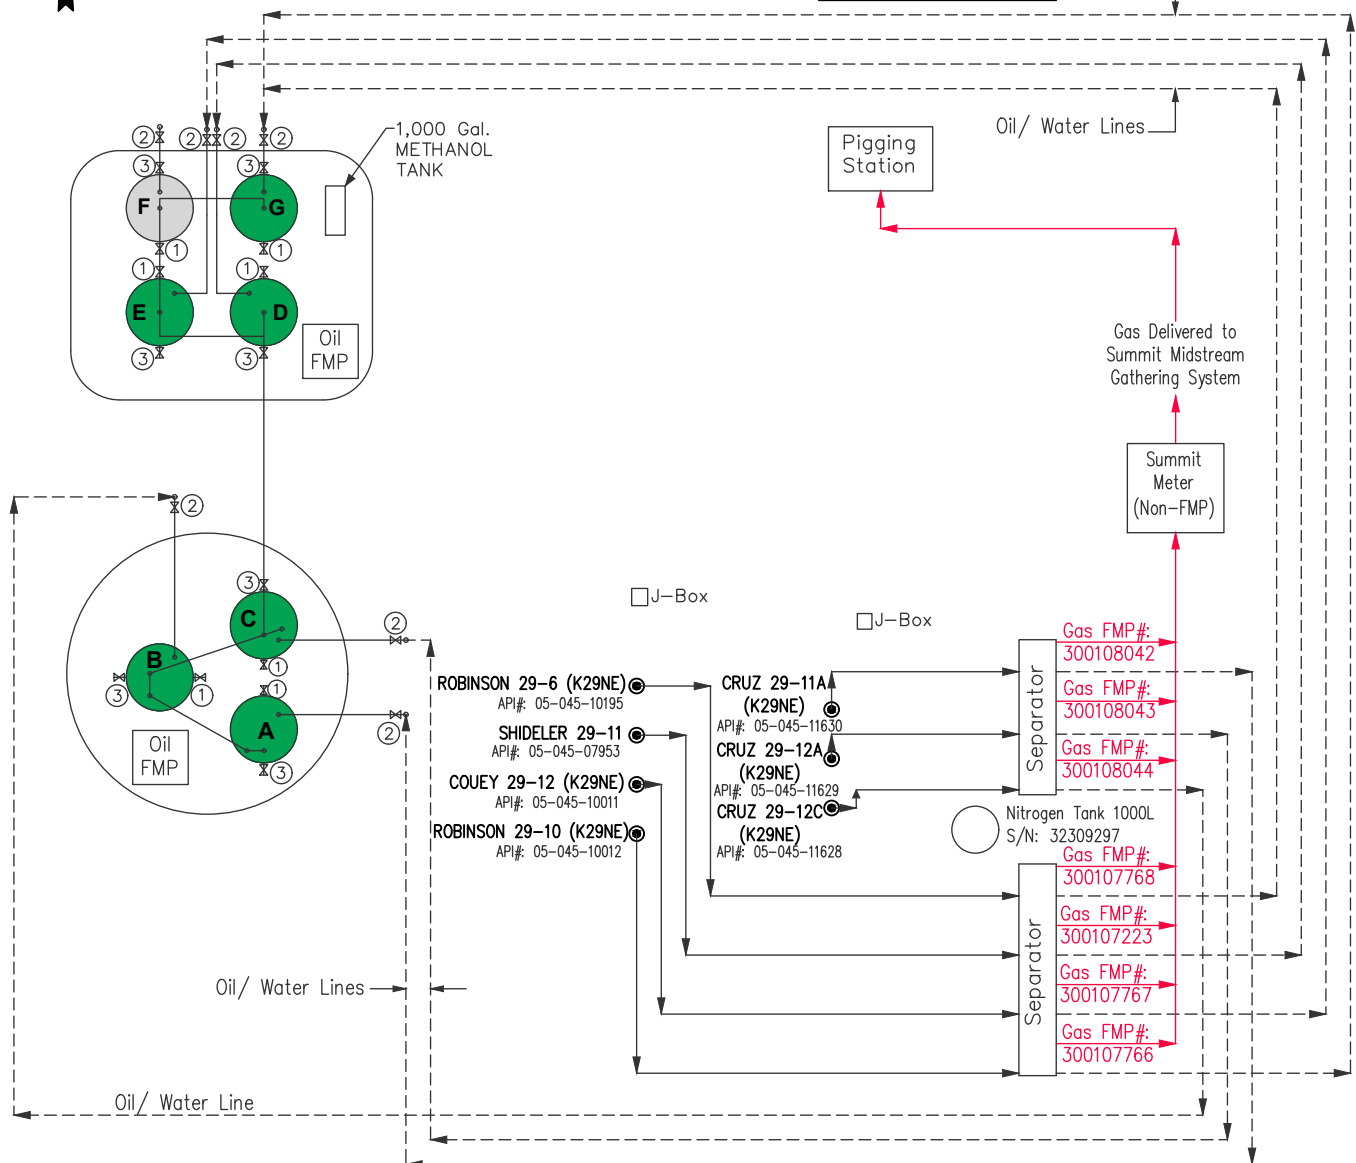 Oil/ Water Lines
2
2
2
2
1,000 Gal.
METHANOL
TANK
Pigging
Station
3
3
F
G
1
1
1
1
E
D
3
3
Oil
FMP
Gas Delivered to
Summit Midstream
Gathering System
Summit
Meter
(Non-FMP)
2
3
C
1
2
B
3
1
1
A
2
3
Oil
FMP
J-Box
J-Box
ROBINSON 29-6 (K29NE)
API#: 05-045-10195
SHIDELER 29-11
API#: 05-045-07953
COUEY 29-12 (K29NE)
API#: 05-045-10011
ROBINSON 29-10 (K29NE)
API#: 05-045-10012
CRUZ 29-11A
(K29NE)
API#: 05-045-11630
CRUZ 29-12A
(K29NE)
API#: 05-045-11629
CRUZ 29-12C
(K29NE)
API#: 05-045-11628
Separator
Gas FMP#:
300108042
Gas FMP#:
300108043
Gas FMP#:
300108044
Nitrogen Tank 1000L
S/N: 32309297
Separator
Gas FMP#:
300107768
Gas FMP#:
300107223
Gas FMP#:
300107767
Gas FMP#:
300107766
Oil/ Water Lines
Oil/ Water Line